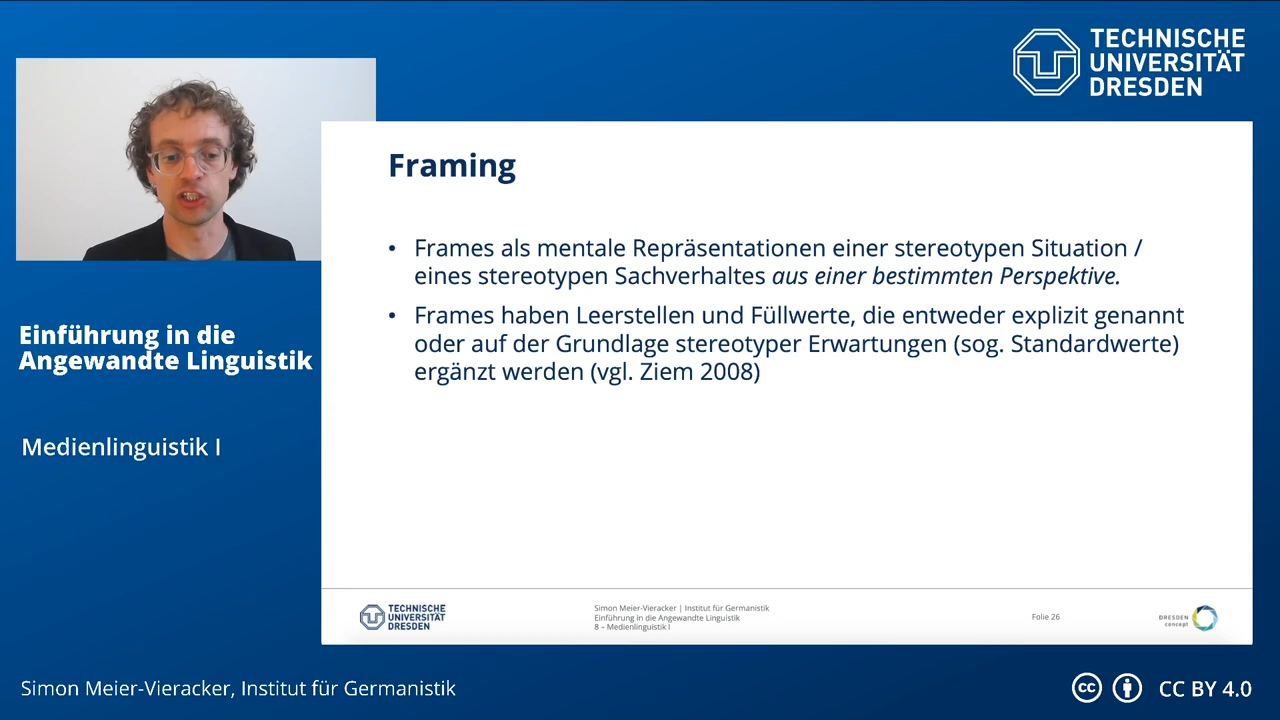 TECHNISCHE
UNIVERSITÄT
DRESDEN
Framing
• Frames als mentale Repräsentationen einer stereotypen Situation /
eines stereotypen Sachverhaltes aus einer bestimmten Perspektive.
• Frames haben Leerstellen und Füllwerte, die entweder explizit genannt
oder auf der Grundlage stereotyper Erwartungen (sog. Standardwerte)
ergänzt werden (vgl. Ziem 2008)
Einführung in die
Angewandte Linguistik
Medienlinguistik I
TECHNISCHE
UNIVERSITÄT
DRESDEN
Simon Meier-Vieracker | Institut für Germanistik
Einführung in die Angewandte Linguistik
8 – Medienlinguistik I
Folie 26
DRESDEN
concept
Simon Meier-Vieracker, Institut für Germanistik
cc
CC BY 4.0